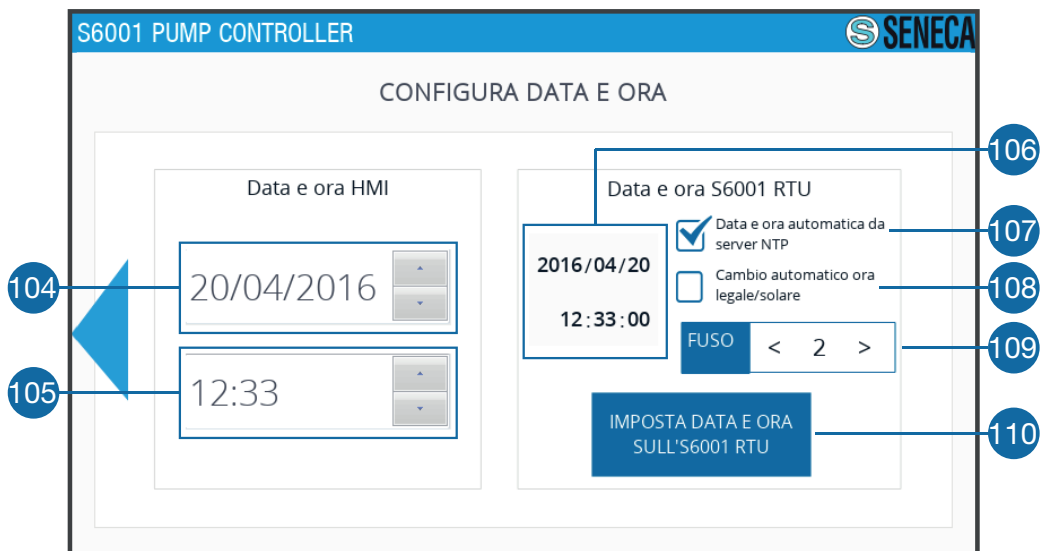 S6001 PUMP CONTROLLER
S SENECA
CONFIGURA DATA E ORA
106
Data e ora HMI
Data e ora S6001 RTU
Data e ora automatica da
server NTP
107
104
20/04/2016
2016/04/20
12:33:00
Cambio automatico ora
legale/solare
108
FUSO < 2 >
109
105
12:33
IMPOSTA DATA E ORA
SULL'S6001 RTU
110